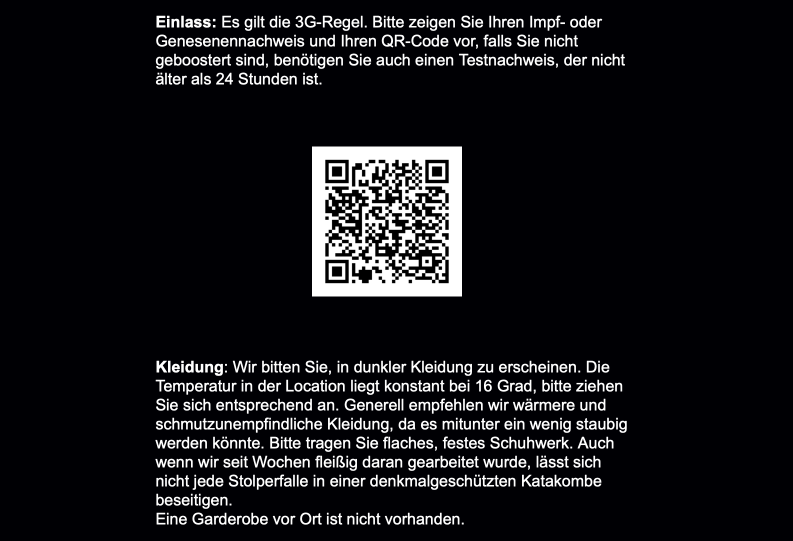 Einlass: Es gilt die 3G-Regel. Bitte zeigen Sie Ihren Impf- oder
Genesenennachweis und Ihren QR-Code vor, falls Sie nicht
geboostert sind, benötigen Sie auch einen Testnachweis, der nicht
älter als 24 Stunden ist.
Kleidung: Wir bitten Sie, in dunkler Kleidung zu erscheinen. Die
Temperatur in der Location liegt konstant bei 16 Grad, bitte ziehen
Sie sich entsprechend an. Generell empfehlen wir wärmere und
schmutzunempfindliche Kleidung, da es mitunter ein wenig staubig
werden könnte. Bitte tragen Sie flaches, festes Schuhwerk. Auch
wenn wir seit Wochen fleißig daran gearbeitet wurde, lässt sich
nicht jede Stolperfalle in einer denkmalgeschützten Katakombe
beseitigen.
Eine Garderobe vor Ort ist nicht vorhanden.